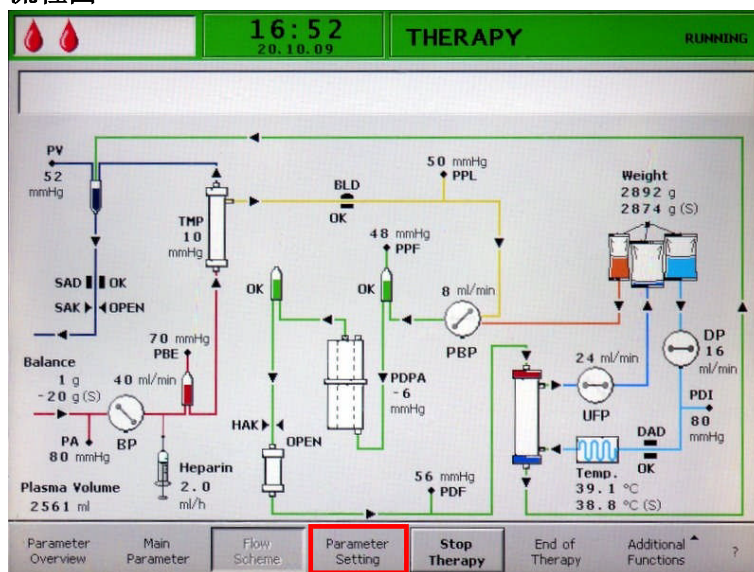 16:52
20.10.09
THERAPY
RUNNING
PV
52
mmHg
50 mmHg
PPL
BLD
OK
Weight
2892 g
2874 g (S)
TMP
10
mmHg
48 mmHg
PPF
SAD OK
SAK OPEN
OK
OK
8 ml/min
PBP
70 mmHg
PBE
DP
16
ml/min
24 ml/min
UFP
Balance
1 g
-20 g (S)
40 ml/min
BP
PDPA
-6
mmHg
PDI
80
mmHg
HAK
OPEN
DAD
OK
PA
80 mmHg
Heparin
2.0
ml/h
56 mmHg
PDF
Temp.
39.1 °C
38.8 °C (S)
Plasma Volume
2561 ml
Parameter
Overview
Main
Parameter
Flow
Scheme
Parameter
Setting
Stop
Therapy
End of
Therapy
Additional
Functions
?